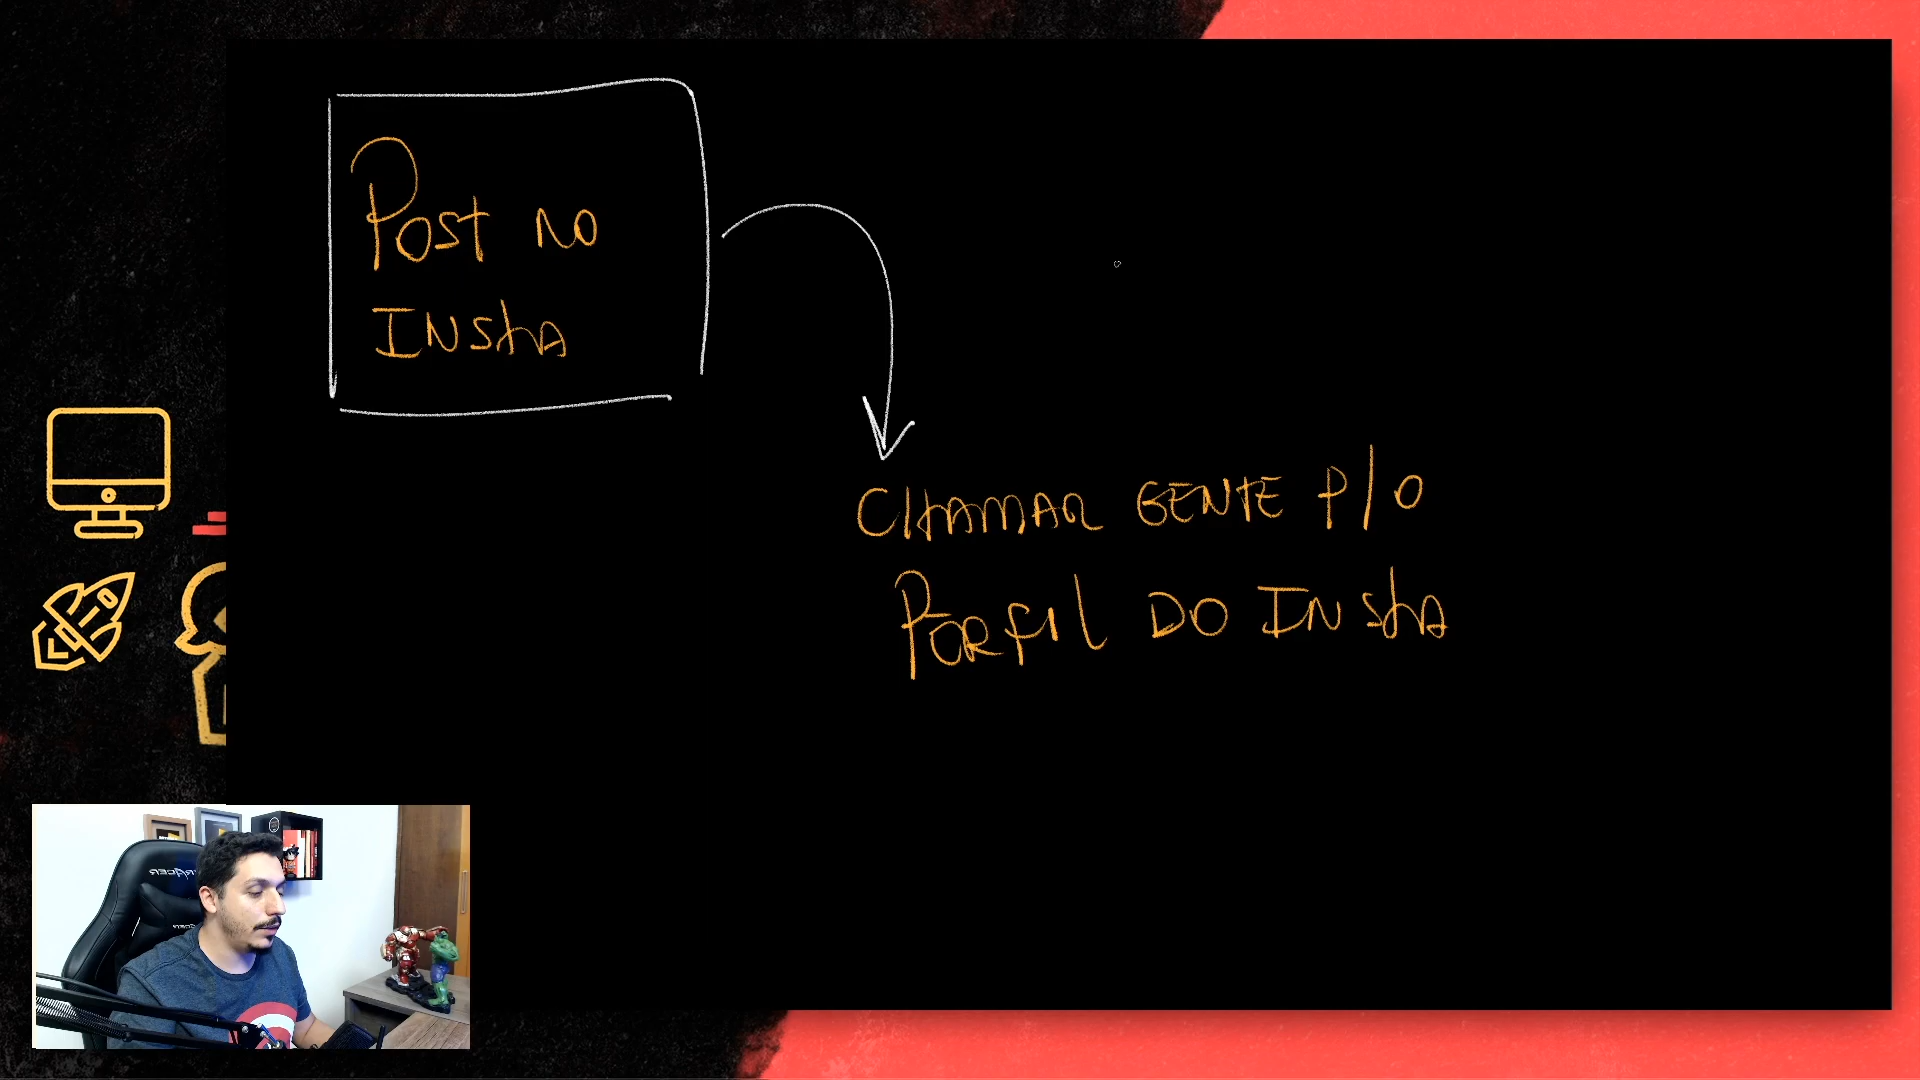 Post no
Insta
CHAMAR GENTE P/ O
PERFIL DO INSTA